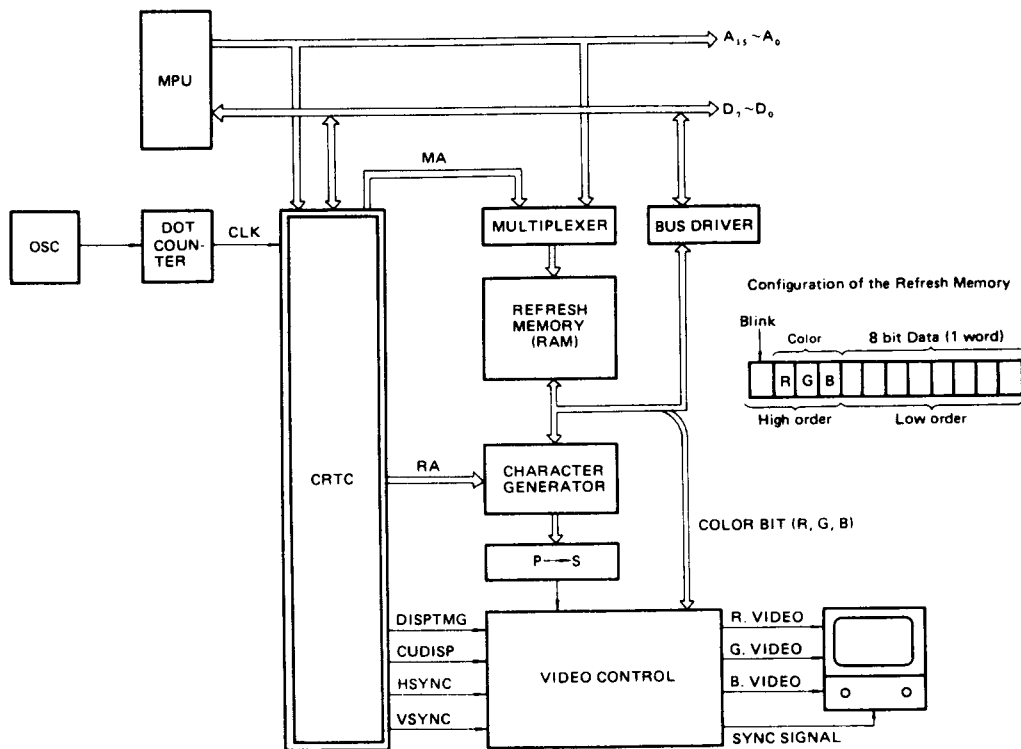 A₁₅~A₀
MPU
D₇~D₀
MA
MULTIPLEXER
BUS DRIVER
OSC
DOT
COUN-
TER
CLK
REFRESH
MEMORY
(RAM)
Configuration of the Refresh Memory
Blink
Color
8 bit Data (1 word)
R G B
High order
Low order
CRTC
RA
CHARACTER
GENERATOR
COLOR BIT (R, G, B)
P → S
DISPTMG
CUDISP
HSYNC
VSYNC
VIDEO CONTROL
R. VIDEO
G. VIDEO
B. VIDEO
SYNC SIGNAL